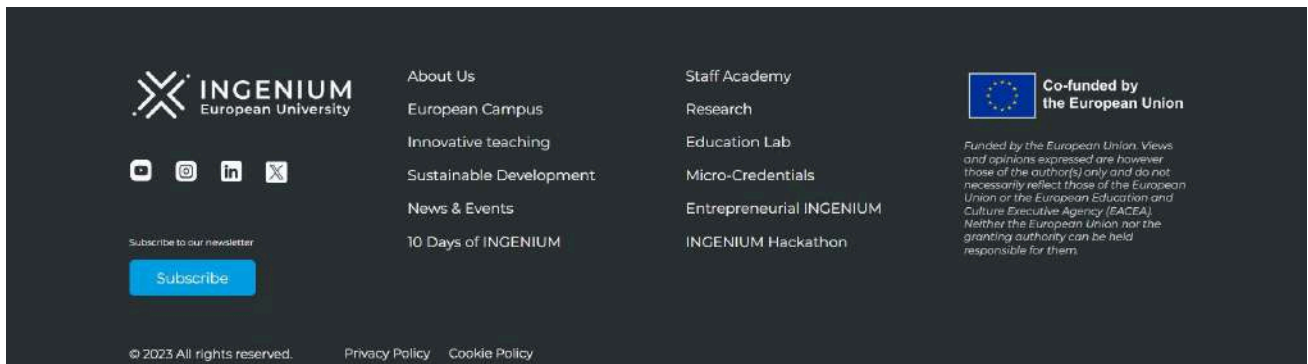 INGENIUM
European University
Subscribe to our newsletter
Subscribe
About Us
European Campus
Innovative teaching
Sustainable Development
News & Events
10 Days of INGENIUM
Staff Academy
Research
Education Lab
Micro-Credentials
Entrepreneurial INGENIUM
INGENIUM Hackathon
Co-funded by
the European Union
Funded by the European Union. Views
and opinions expressed are however
those of the author(s) only and do not
necessarily reflect those of the European
Union or the European Education and
Culture Executive Agency (EACEA).
Neither the European Union nor the
granting authority can be held
responsible for them.
© 2023 All rights reserved.
Privacy Policy
Cookie Policy